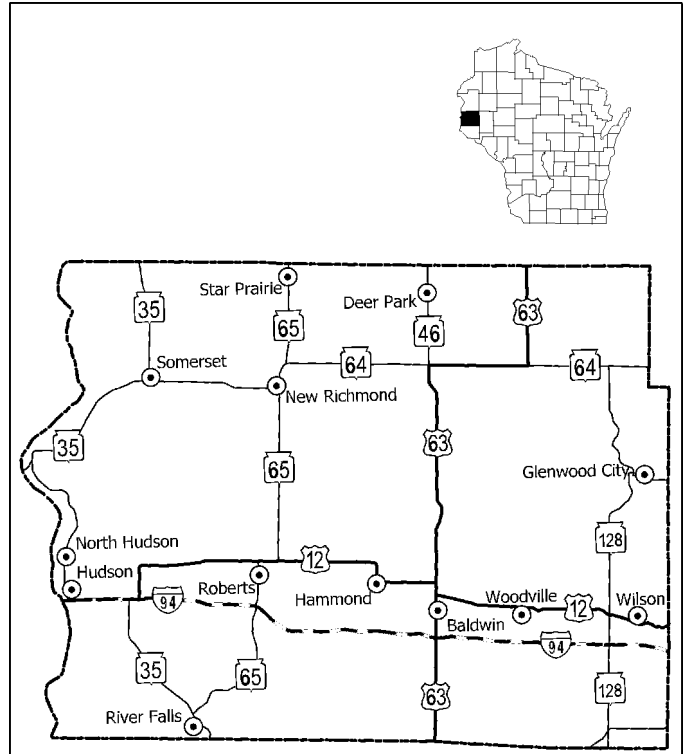 Star Prairie
Deer Park
35
65
46
63
Somerset
64
64
New Richmond
35
63
65
Glenwood City
North Hudson
128
12
Hudson
Roberts
Hammond
Woodville
Wilson
94
12
Baldwin
94
35
65
63
128
River Falls